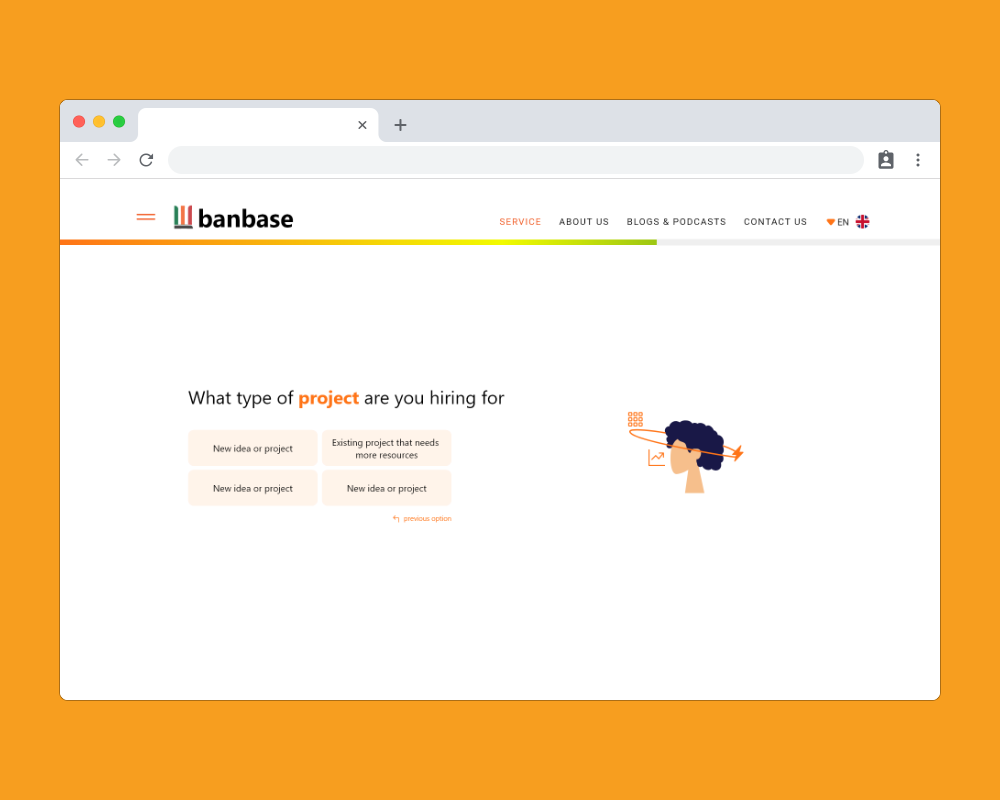 banbase
SERVICE ABOUT US BLOGS & PODCASTS CONTACT US EN
What type of project are you hiring for
New idea or project
Existing project that needs
more resources
New idea or project
New idea or project
previous option